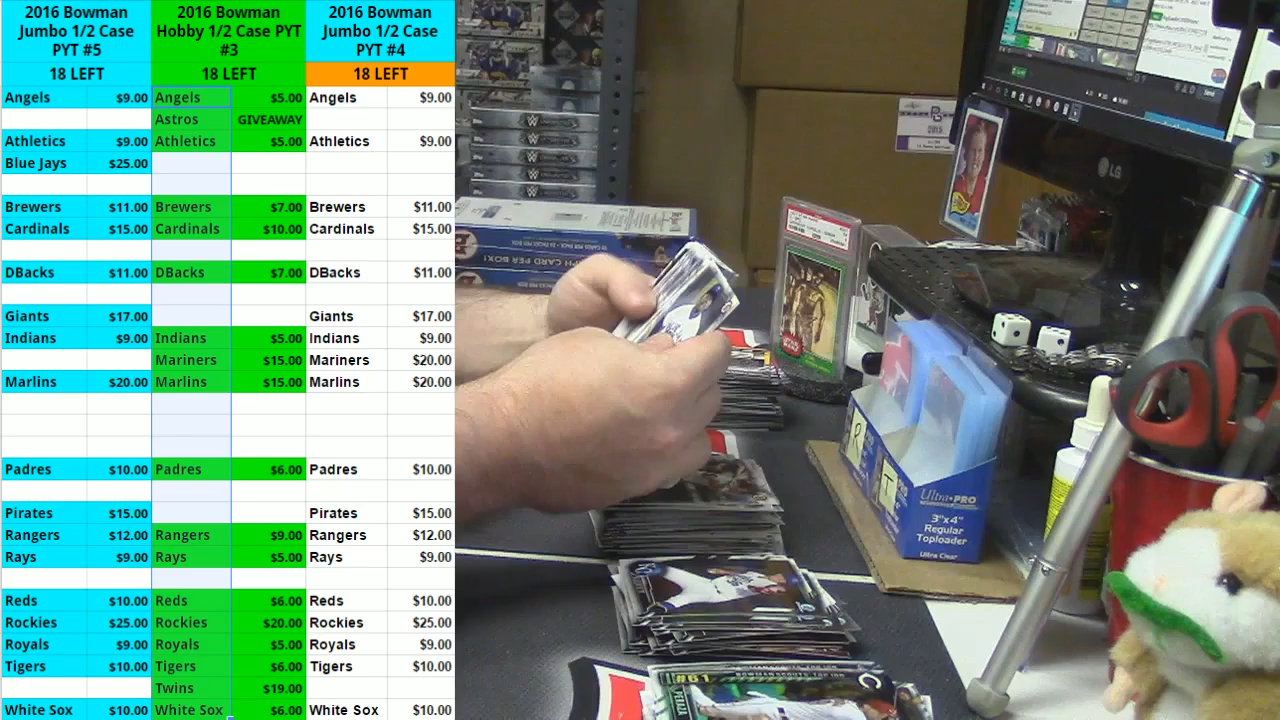 2016 Bowman Jumbo 1/2 Case PYT #5
2016 Bowman Hobby 1/2 Case PYT #3
2016 Bowman Jumbo 1/2 Case PYT #4
18 LEFT 18 LEFT 18 LEFT
Angels $9.00 Angels $5.00 Angels $9.00
Astros GIVEAWAY
Athletics $9.00 Athletics $5.00 Athletics $9.00
Blue Jays $25.00
Brewers $11.00 Brewers $7.00 Brewers $11.00
Cardinals $15.00 Cardinals $10.00 Cardinals $15.00
DBacks $11.00 DBacks $7.00 DBacks $11.00
Giants $17.00 Giants $17.00
Indians $9.00 Indians $5.00 Indians $9.00
Mariners $15.00 Mariners $20.00
Marlins $20.00 Marlins $15.00 Marlins $20.00
Padres $10.00 Padres $6.00 Padres $10.00
Pirates $15.00 Pirates $15.00
Rangers $12.00 Rangers $9.00 Rangers $12.00
Rays $9.00 Rays $5.00 Rays $9.00
Reds $10.00 Reds $6.00 Reds $10.00
Rockies $25.00 Rockies $20.00 Rockies $25.00
Royals $9.00 Royals $5.00 Royals $9.00
Tigers $10.00 Tigers $6.00 Tigers $10.00
Twins $19.00
White Sox $10.00 White Sox $6.00 White Sox $10.00
LG
PH CARD PER BOX!
R
T
Ultra PRO
3"x4"
Regular
Toploader
Ultra Clear
#61
PERAZA
C